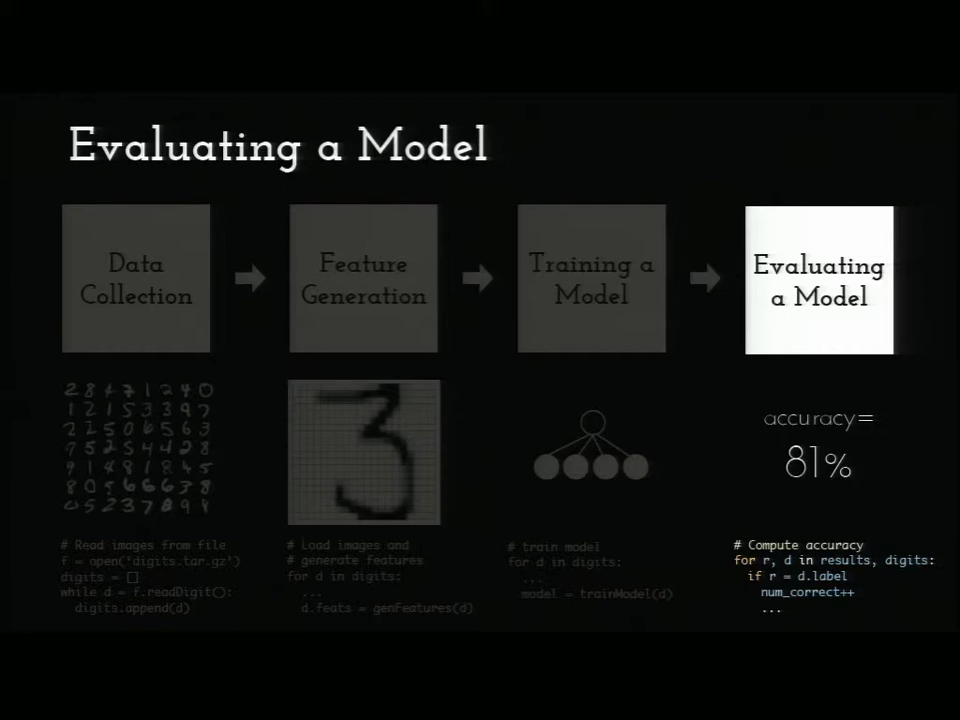 Evaluating a Model
Data
Collection
Feature
Generation
Training a
Model
Evaluating
a Model
3
accuracy=
81%
# Read images from file
f = open('digits.tar.gz')
digits = []
while d = f.readDigit():
digits.append(d)
# Load images and
# generate features
for d in digits:
...
d.feats = genFeatures(d)
# train model
for d in digits:
...
model = trainModel(d)
# Compute accuracy
for r, d in results, digits:
if r = d.label
num_correct++
...